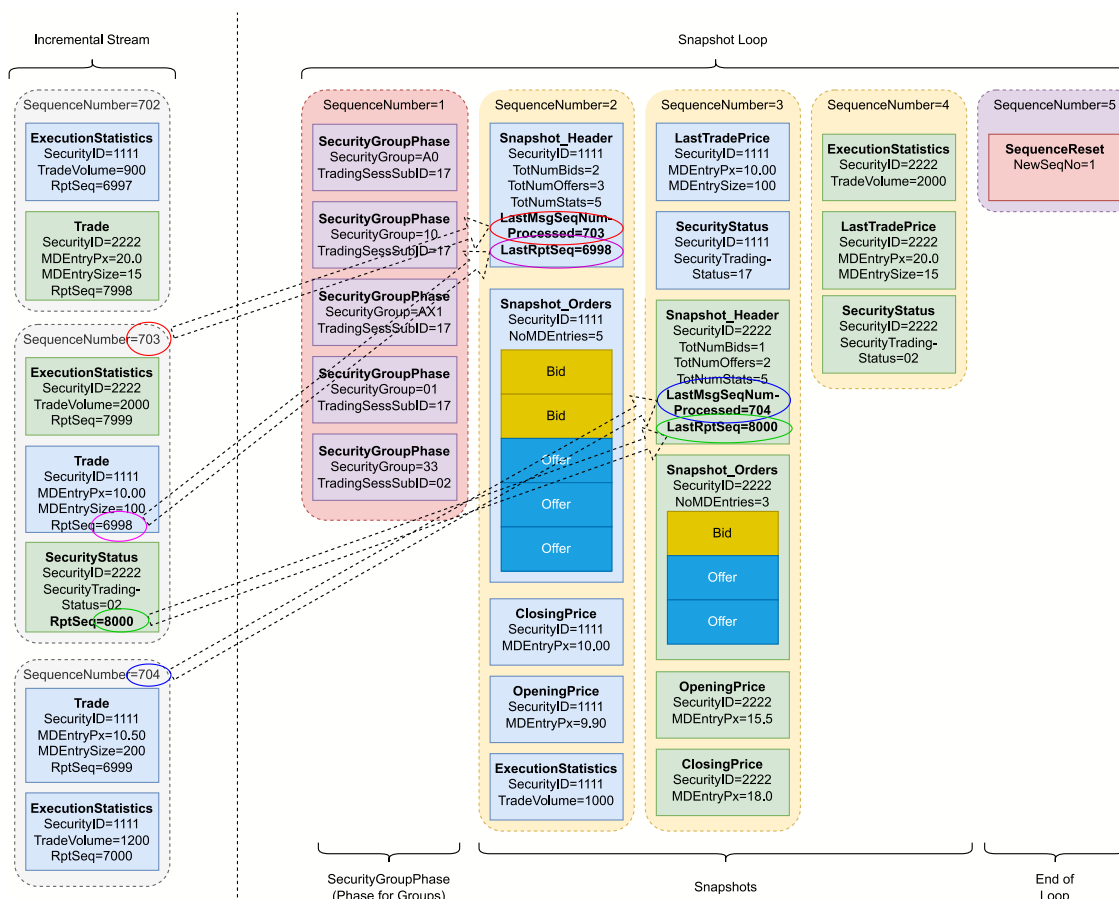 Incremental Stream
SequenceNumber=702
ExecutionStatistics
SecurityID=1111
TradeVolume=900
RptSeq=6997
Trade
SecurityID=2222
MDEntryPx=20.0
MDEntrySize=15
RptSeq=7998
SequenceNumber=703
ExecutionStatistics
SecurityID=2222
TradeVolume=2000
RptSeq=7999
Trade
SecurityID=1111
MDEntryPx=10.00
MDEntrySize=100
RptSeq=6998
SecurityStatus
SecurityID=2222
SecurityTrading-
Status=02
RptSeq=8000
SequenceNumber=704
Trade
SecurityID=1111
MDEntryPx=10.50
MDEntrySize=200
RptSeq=6999
ExecutionStatistics
SecurityID=1111
TradeVolume=1200
RptSeq=7000
Snapshot Loop
SequenceNumber=1
SecurityGroupPhase
SecurityGroup=A0
TradingSessSubID=17
SecurityGroupPhase
SecurityGroup=10
TradingSessSubID=17
SecurityGroupPhase
SecurityGroup=AX1
TradingSessSubID=17
SecurityGroupPhase
SecurityGroup=01
TradingSessSubID=17
SecurityGroupPhase
SecurityGroup=33
TradingSessSubID=02
SecurityGroupPhase
(Phase for Groups)
SequenceNumber=2
Snapshot_Header
SecurityID=1111
TotNumBids=2
TotNumOffers=3
TotNumStats=5
LastMsgSeqNum-
Processed=703
LastRptSeq=6998
Snapshot_Orders
SecurityID=1111
NoMDEntries=5
Bid
Bid
Offer
Offer
Offer
ClosingPrice
SecurityID=1111
MDEntryPx=10.00
OpeningPrice
SecurityID=1111
MDEntryPx=9.90
ExecutionStatistics
SecurityID=1111
TradeVolume=1000
SequenceNumber=3
LastTradePrice
SecurityID=1111
MDEntryPx=10.00
MDEntrySize=100
SecurityStatus
SecurityID=1111
SecurityTrading-
Status=17
Snapshot_Header
SecurityID=2222
TotNumBids=1
TotNumOffers=2
TotNumStats=5
LastMsgSeqNum-
Processed=704
LastRptSeq=8000
Snapshot_Orders
SecurityID=2222
NoMDEntries=3
Bid
Offer
Offer
OpeningPrice
SecurityID=2222
MDEntryPx=15.5
ClosingPrice
SecurityID=2222
MDEntryPx=18.0
SequenceNumber=4
ExecutionStatistics
SecurityID=2222
TradeVolume=2000
LastTradePrice
SecurityID=2222
MDEntryPx=20.0
MDEntrySize=15
SecurityStatus
SecurityID=2222
SecurityTrading-
Status=02
Snapshots
SequenceNumber=5
SequenceReset
NewSeqNo=1
End of
Loop